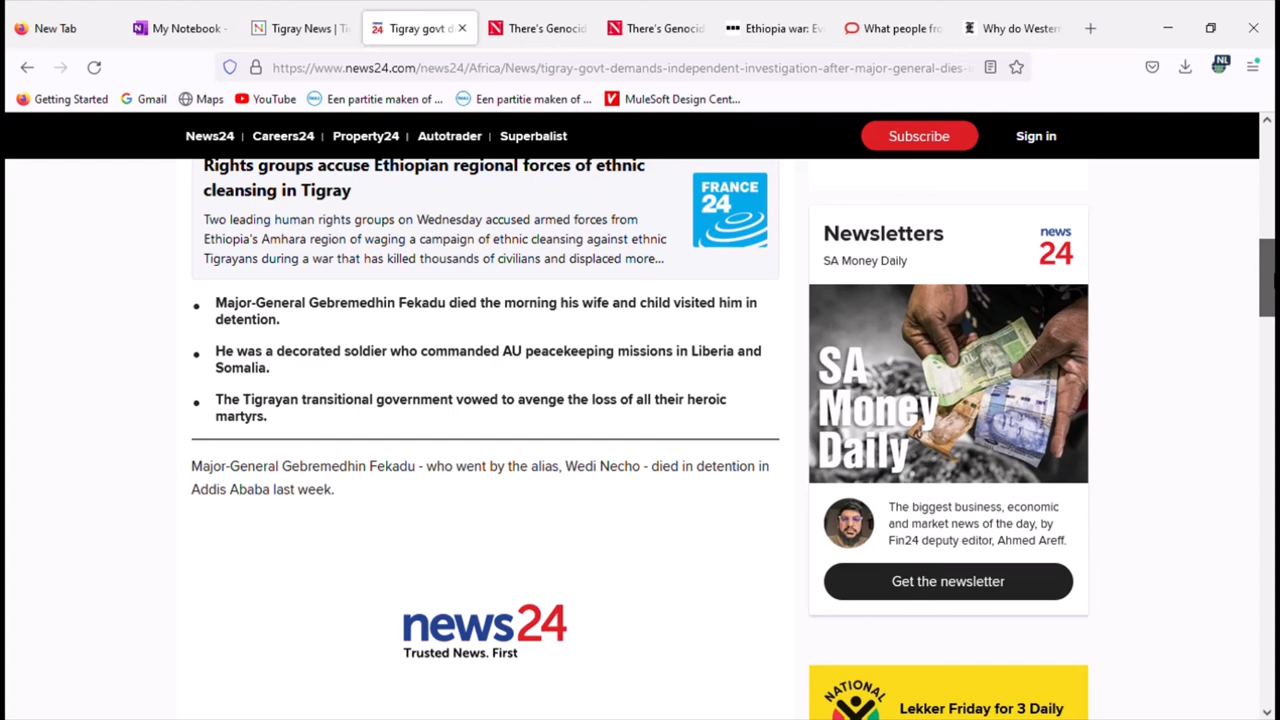 New Tab
My Notebook -
Tigray News | Ti
Tigray govt d
There's Genocid
There's Genocid
Ethiopia war: Ev
What people fro
Why do Western
NL
https://www.news24.com/news24/Africa/News/tigray-govt-demands-independent-investigation-after-major-general-dies-i
Getting Started
Gmail
Maps
YouTube
Een partitie maken of ...
Een partitie maken of ...
MuleSoft Design Cent...
News24 | Careers24 | Property24 | Autotrader | Superbalist
Subscribe
Sign in
Rights groups accuse Ethiopian regional forces of ethnic
cleansing in Tigray
Two leading human rights groups on Wednesday accused armed forces from
Ethiopia's Amhara region of waging a campaign of ethnic cleansing against ethnic
Tigrayans during a war that has killed thousands of civilians and displaced more...
FRANCE
24
Major-General Gebremedhin Fekadu died the morning his wife and child visited him in
detention.
He was a decorated soldier who commanded AU peacekeeping missions in Liberia and
Somalia.
The Tigrayan transitional government vowed to avenge the loss of all their heroic
martyrs.
Major-General Gebremedhin Fekadu - who went by the alias, Wedi Necho - died in detention in
Addis Ababa last week.
news24
Trusted News. First
Newsletters
SA Money Daily
news
24
SA
Money
Daily
The biggest business, economic
and market news of the day, by
Fin24 deputy editor, Ahmed Areff.
Get the newsletter
NATIONAL
Lekker Friday for 3 Daily